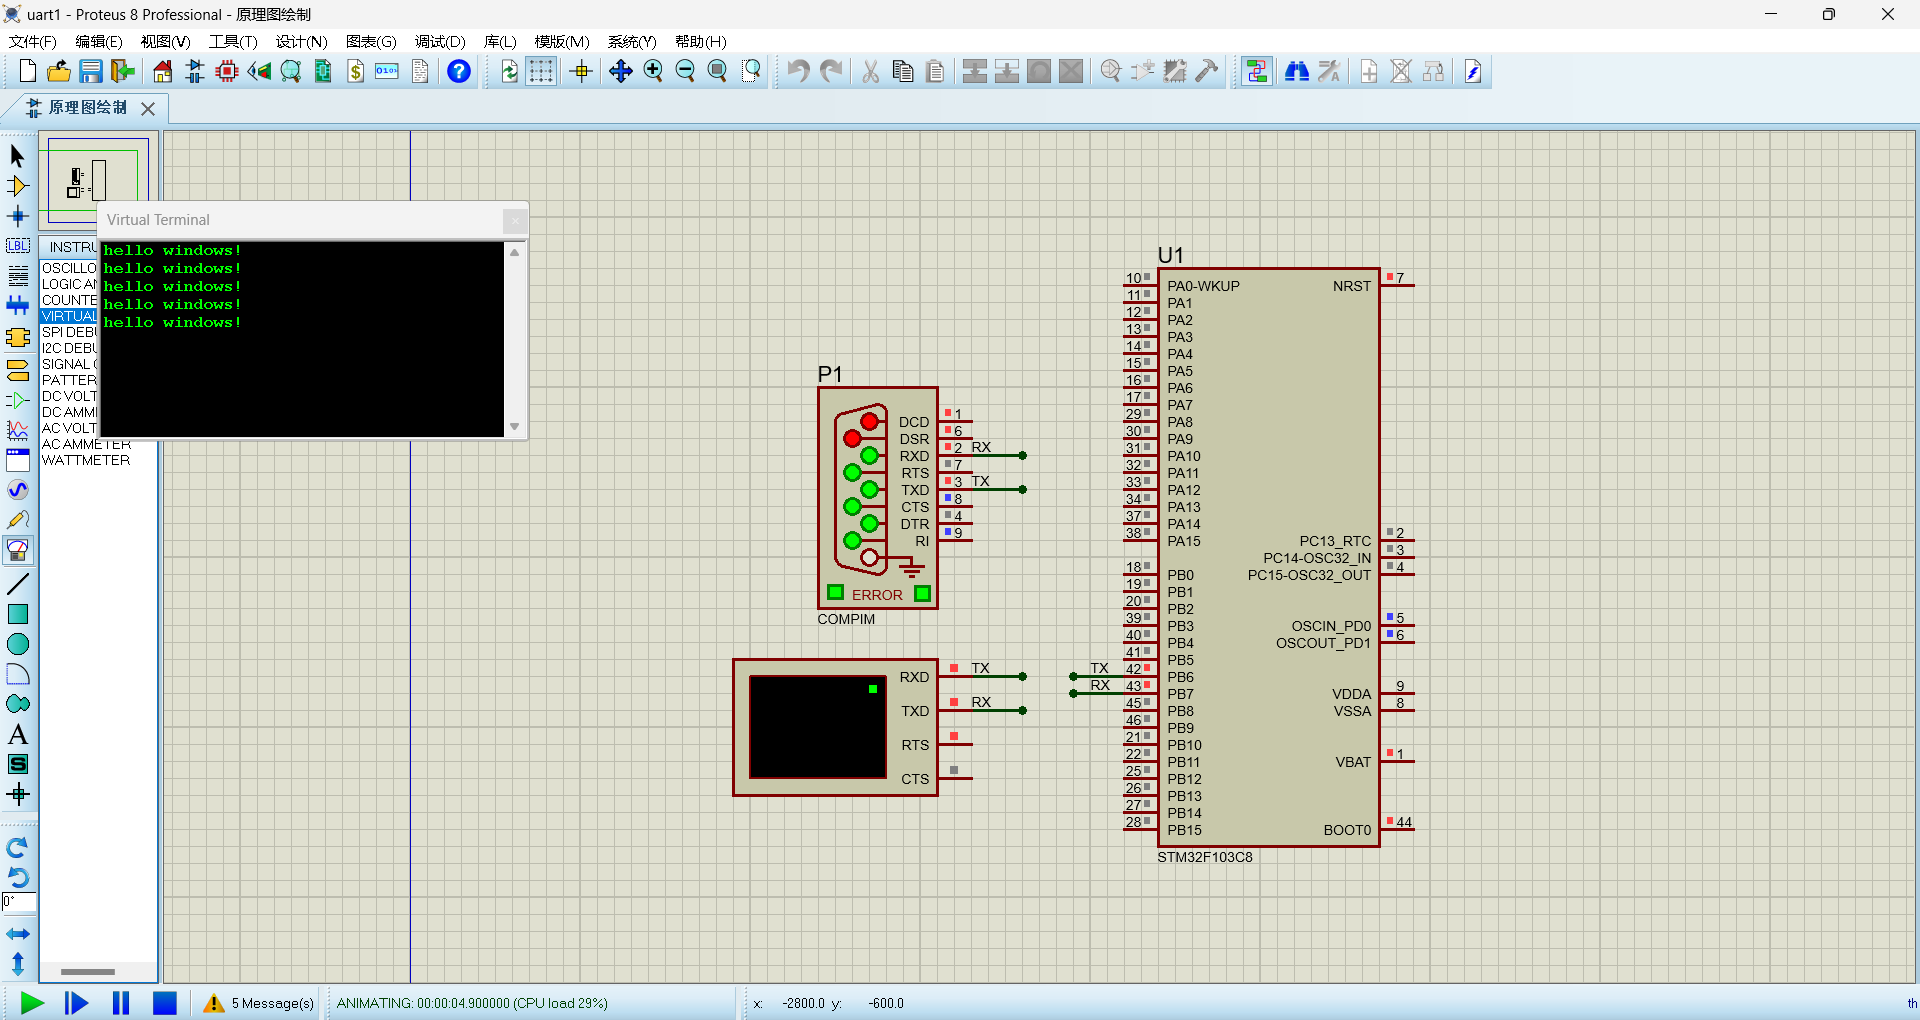 uart1 - Proteus 8 Professional - 原理图绘制
文件(F) 编辑(E) 视图(V) 工具(T) 设计(N) 图表(G) 调试(D) 库(L) 模版(M) 系统(Y) 帮助(H)
原理图绘制
Virtual Terminal
hello windows!
hello windows!
hello windows!
hello windows!
hello windows!
LBL
INSTRU
OSCILLO
LOGIC AN
COUNTE
VIRTUAL
SPI DEBU
I2C DEBU
SIGNAL G
PATTER
DC VOLT
DC AMM
AC VOLT
AC AMMETER
WATTMETER
A
S
0°
P1
DCD 1
DSR 6
RXD 2 RX
RTS 7
TXD 3 TX
CTS 8
DTR 4
RI 9
ERROR
COMPIM
RXD TX
TXD RX
RTS
CTS
U1
10 PA0-WKUP NRST 7
11 PA1
12 PA2
13 PA3
14 PA4
15 PA5
16 PA6
17 PA7
29 PA8
30 PA9
31 PA10
32 PA11
33 PA12
34 PA13
37 PA14
38 PA15 PC13_RTC 2
PC14-OSC32_IN 3
18 PB0 PC15-OSC32_OUT 4
19 PB1
20 PB2
39 PB3 OSCIN_PD0 5
40 PB4 OSCOUT_PD1 6
41 PB5
TX 42 PB6
RX 43 PB7 VDDA 9
45 PB8 VSSA 8
46 PB9
21 PB10
22 PB11 VBAT 1
25 PB12
26 PB13
27 PB14
28 PB15 BOOT0 44
STM32F103C8
5 Message(s) ANIMATING: 00:00:04.900000 (CPU load 29%) x: -2800.0 y: -600.0 th